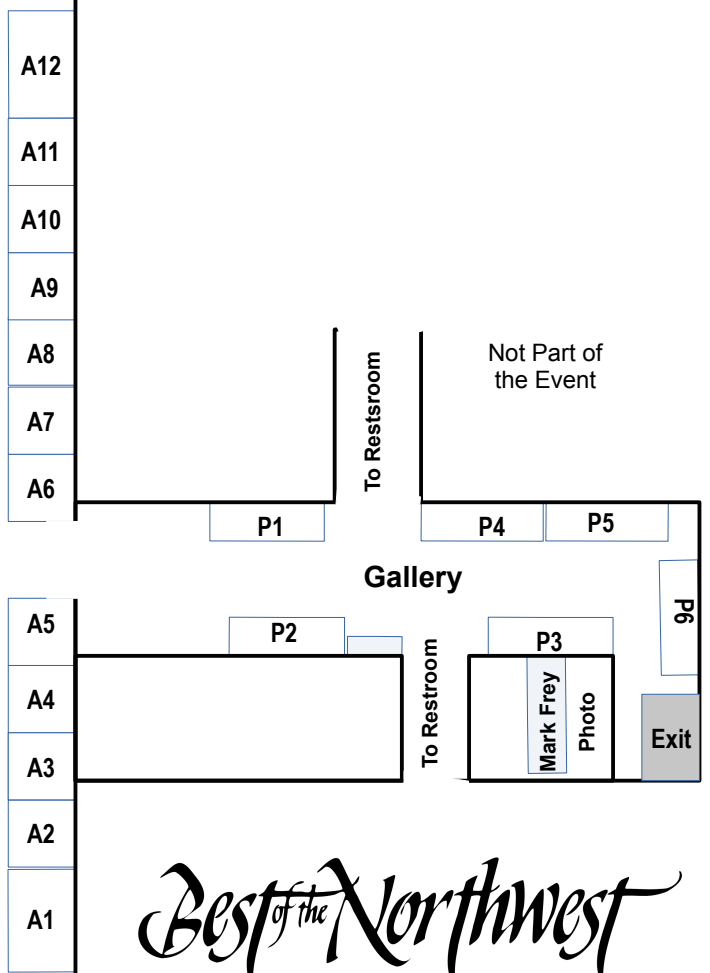 A12
A11
A10
A9
A8
A7
A6
A5
A4
A3
A2
A1
To Restsroom
Not Part of
the Event
P1
P4
P5
Gallery
P6
P2
P3
To Restroom
Mark Frey
Photo
Exit
Best of the Northwest